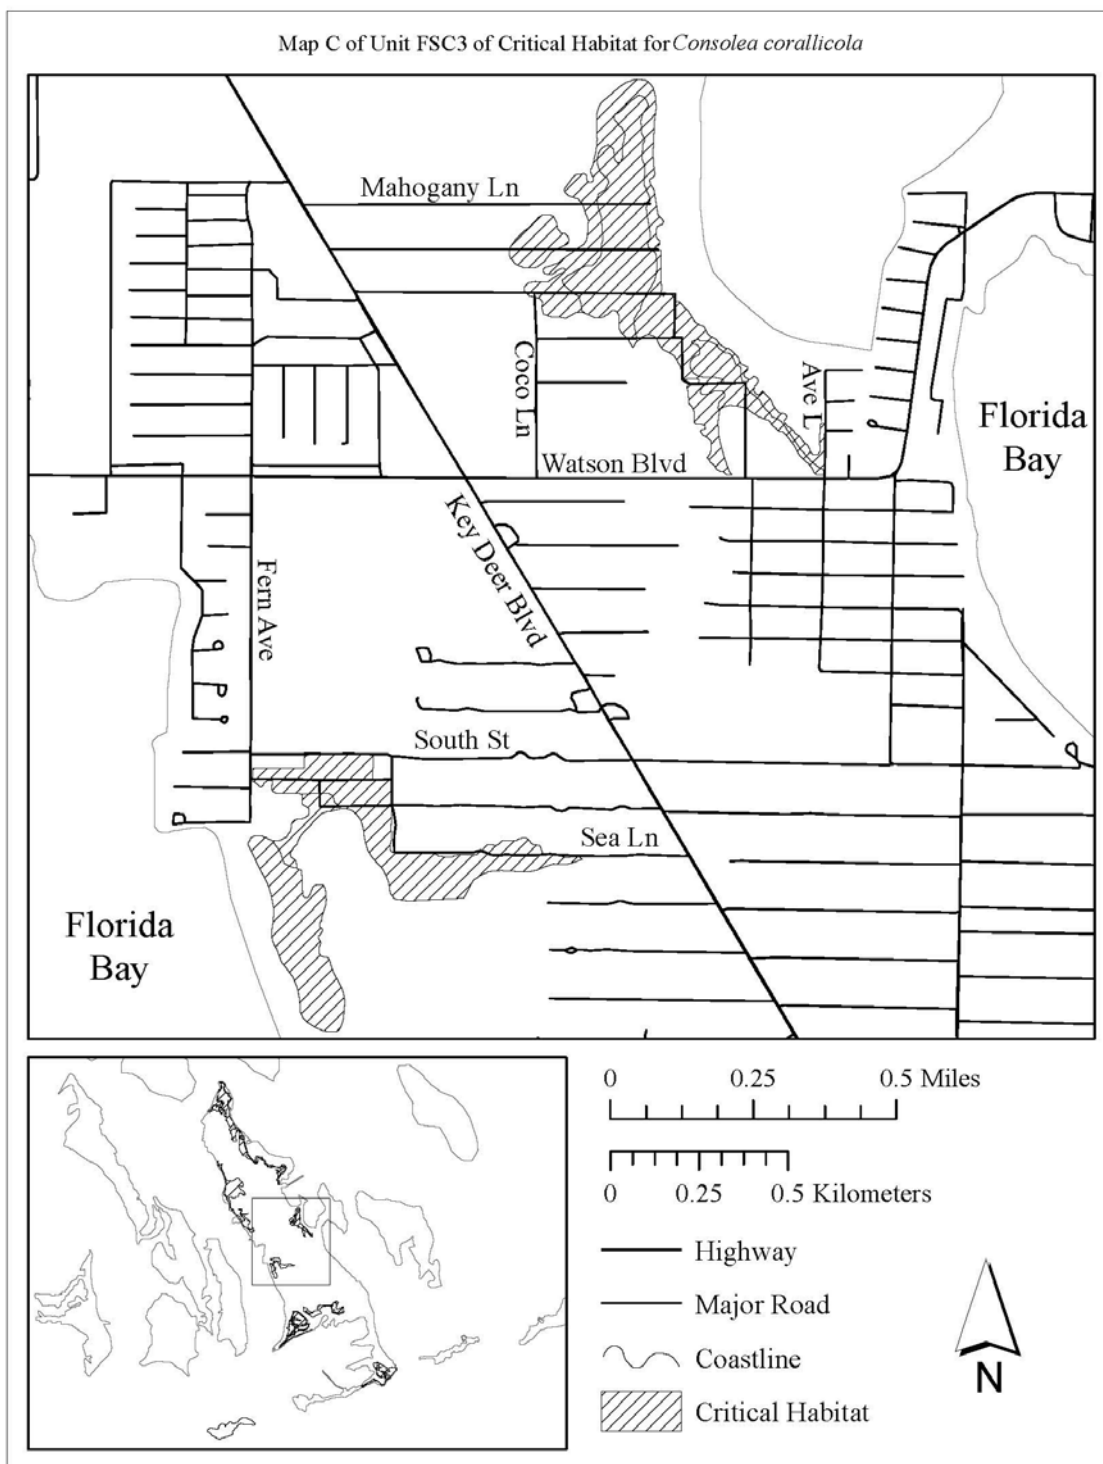 Map C of Unit FSC3 of Critical Habitat for Consolea corallicola
Mahogany Ln
Coco Ln
Ave L
Florida
Bay
Watson Blvd
Key Deer Blvd
Fern Ave
South St
Sea Ln
Florida
Bay
0 0.25 0.5 Miles
0 0.25 0.5 Kilometers
Highway
Major Road
Coastline
Critical Habitat
N